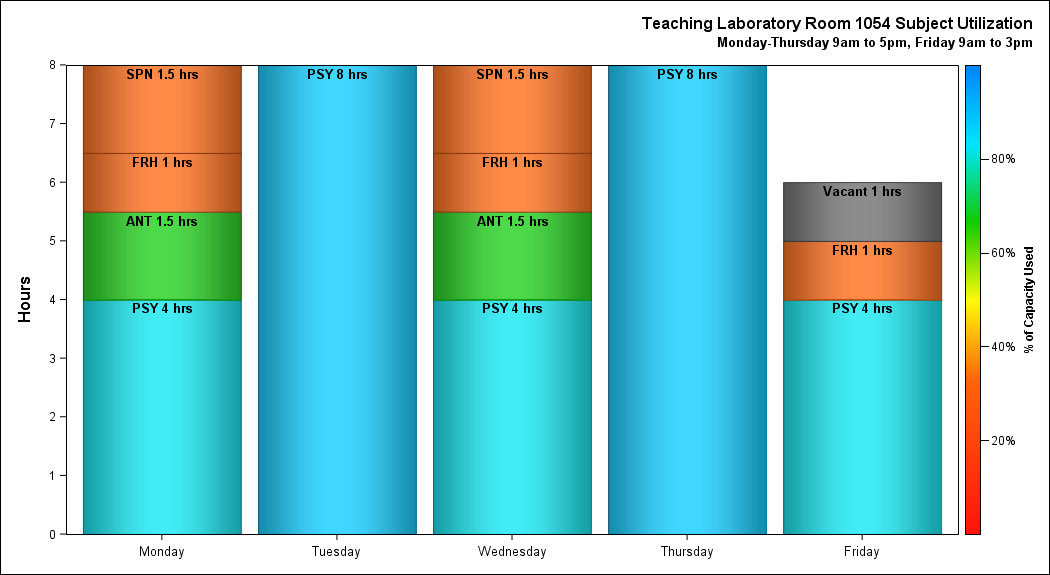 Teaching Laboratory Room 1054 Subject Utilization
Monday-Thursday 9am to 5pm, Friday 9am to 3pm
Hours
8
7
6
5
4
3
2
1
0
SPN 1.5 hrs
FRH 1 hrs
ANT 1.5 hrs
PSY 4 hrs
PSY 8 hrs
SPN 1.5 hrs
FRH 1 hrs
ANT 1.5 hrs
PSY 4 hrs
PSY 8 hrs
Vacant 1 hrs
FRH 1 hrs
PSY 4 hrs
Monday
Tuesday
Wednesday
Thursday
Friday
80%
60%
40%
20%
% of Capacity Used